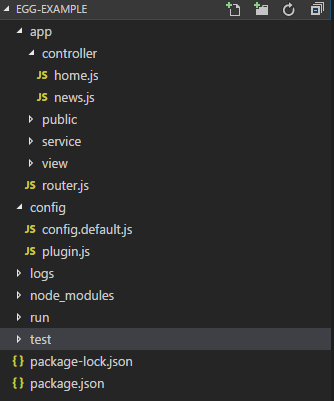 EGG-EXAMPLE
app
controller
JS home.js
JS news.js
public
service
view
JS router.js
config
JS config.default.js
JS plugin.js
logs
node_modules
run
test
{ } package-lock.json
{ } package.json